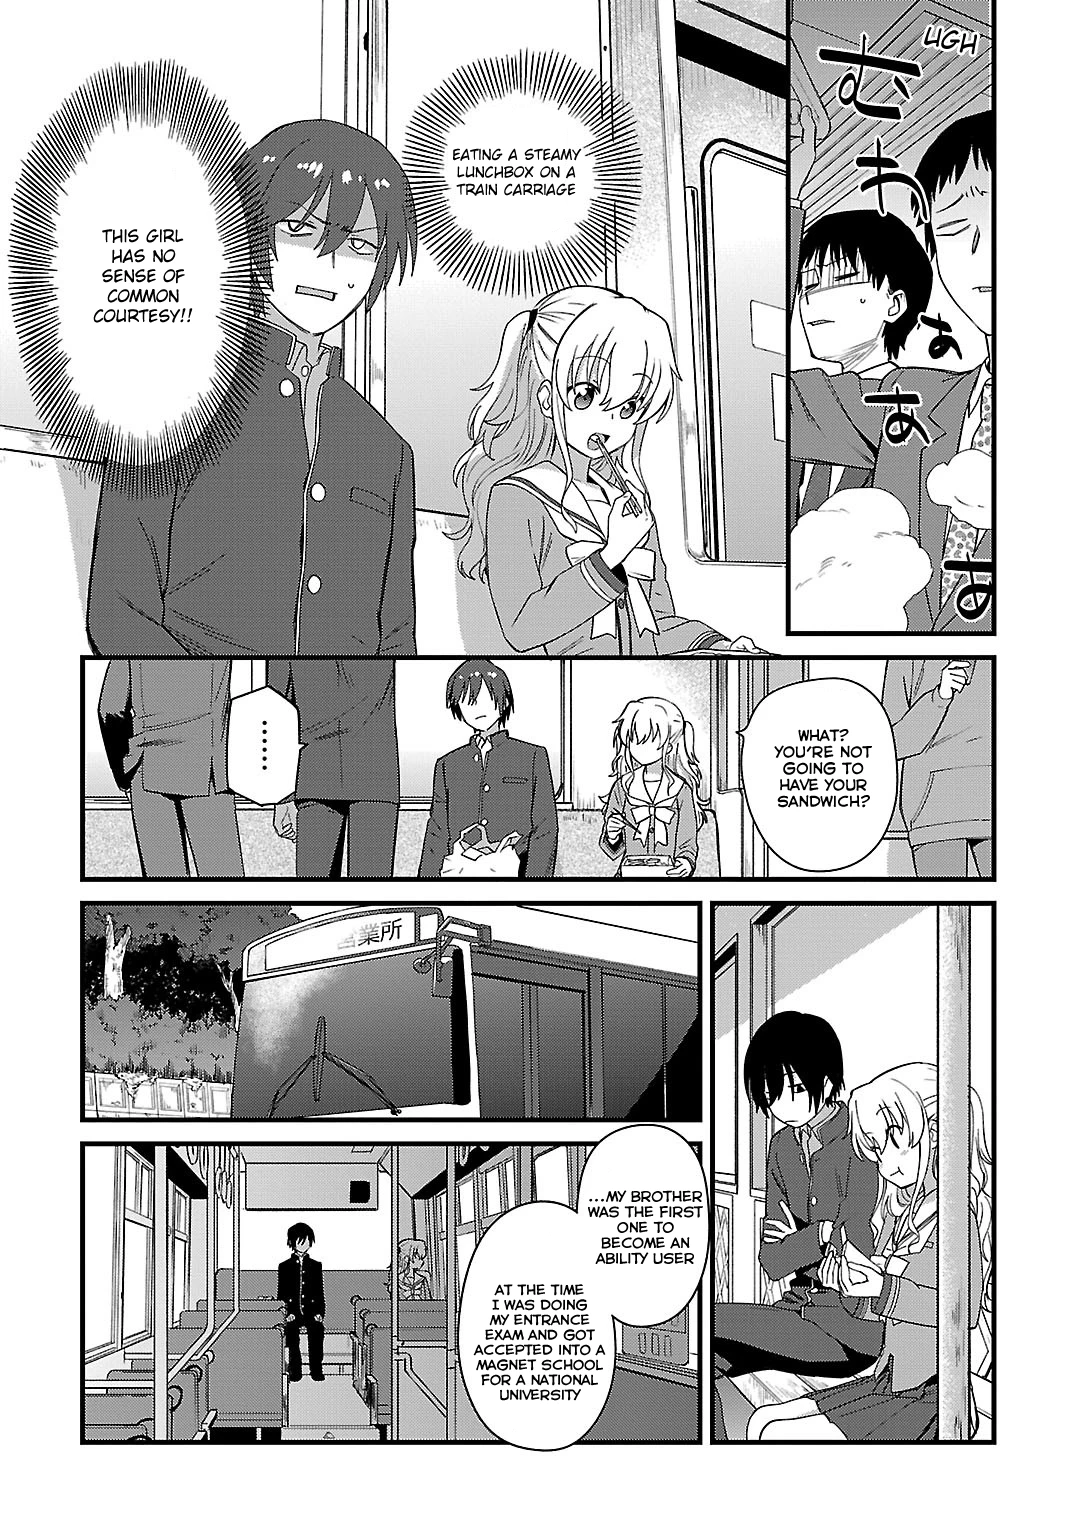 UGH
むわぁぁぁ
EATING A STEAMY
LUNCHBOX ON A
TRAIN CARRIAGE
THIS GIRL
HAS NO
SENSE OF
COMMON
COURTESY!!
WHAT?
YOU'RE NOT
GOING TO
HAVE YOUR
SANDWICH?
......
営業所
...MY BROTHER
WAS THE FIRST
ONE TO
BECOME AN
ABILITY USER
AT THE TIME
I WAS DOING
MY ENTRANCE
EXAM AND GOT
ACCEPTED INTO A
MAGNET SCHOOL
FOR A NATIONAL
UNIVERSITY